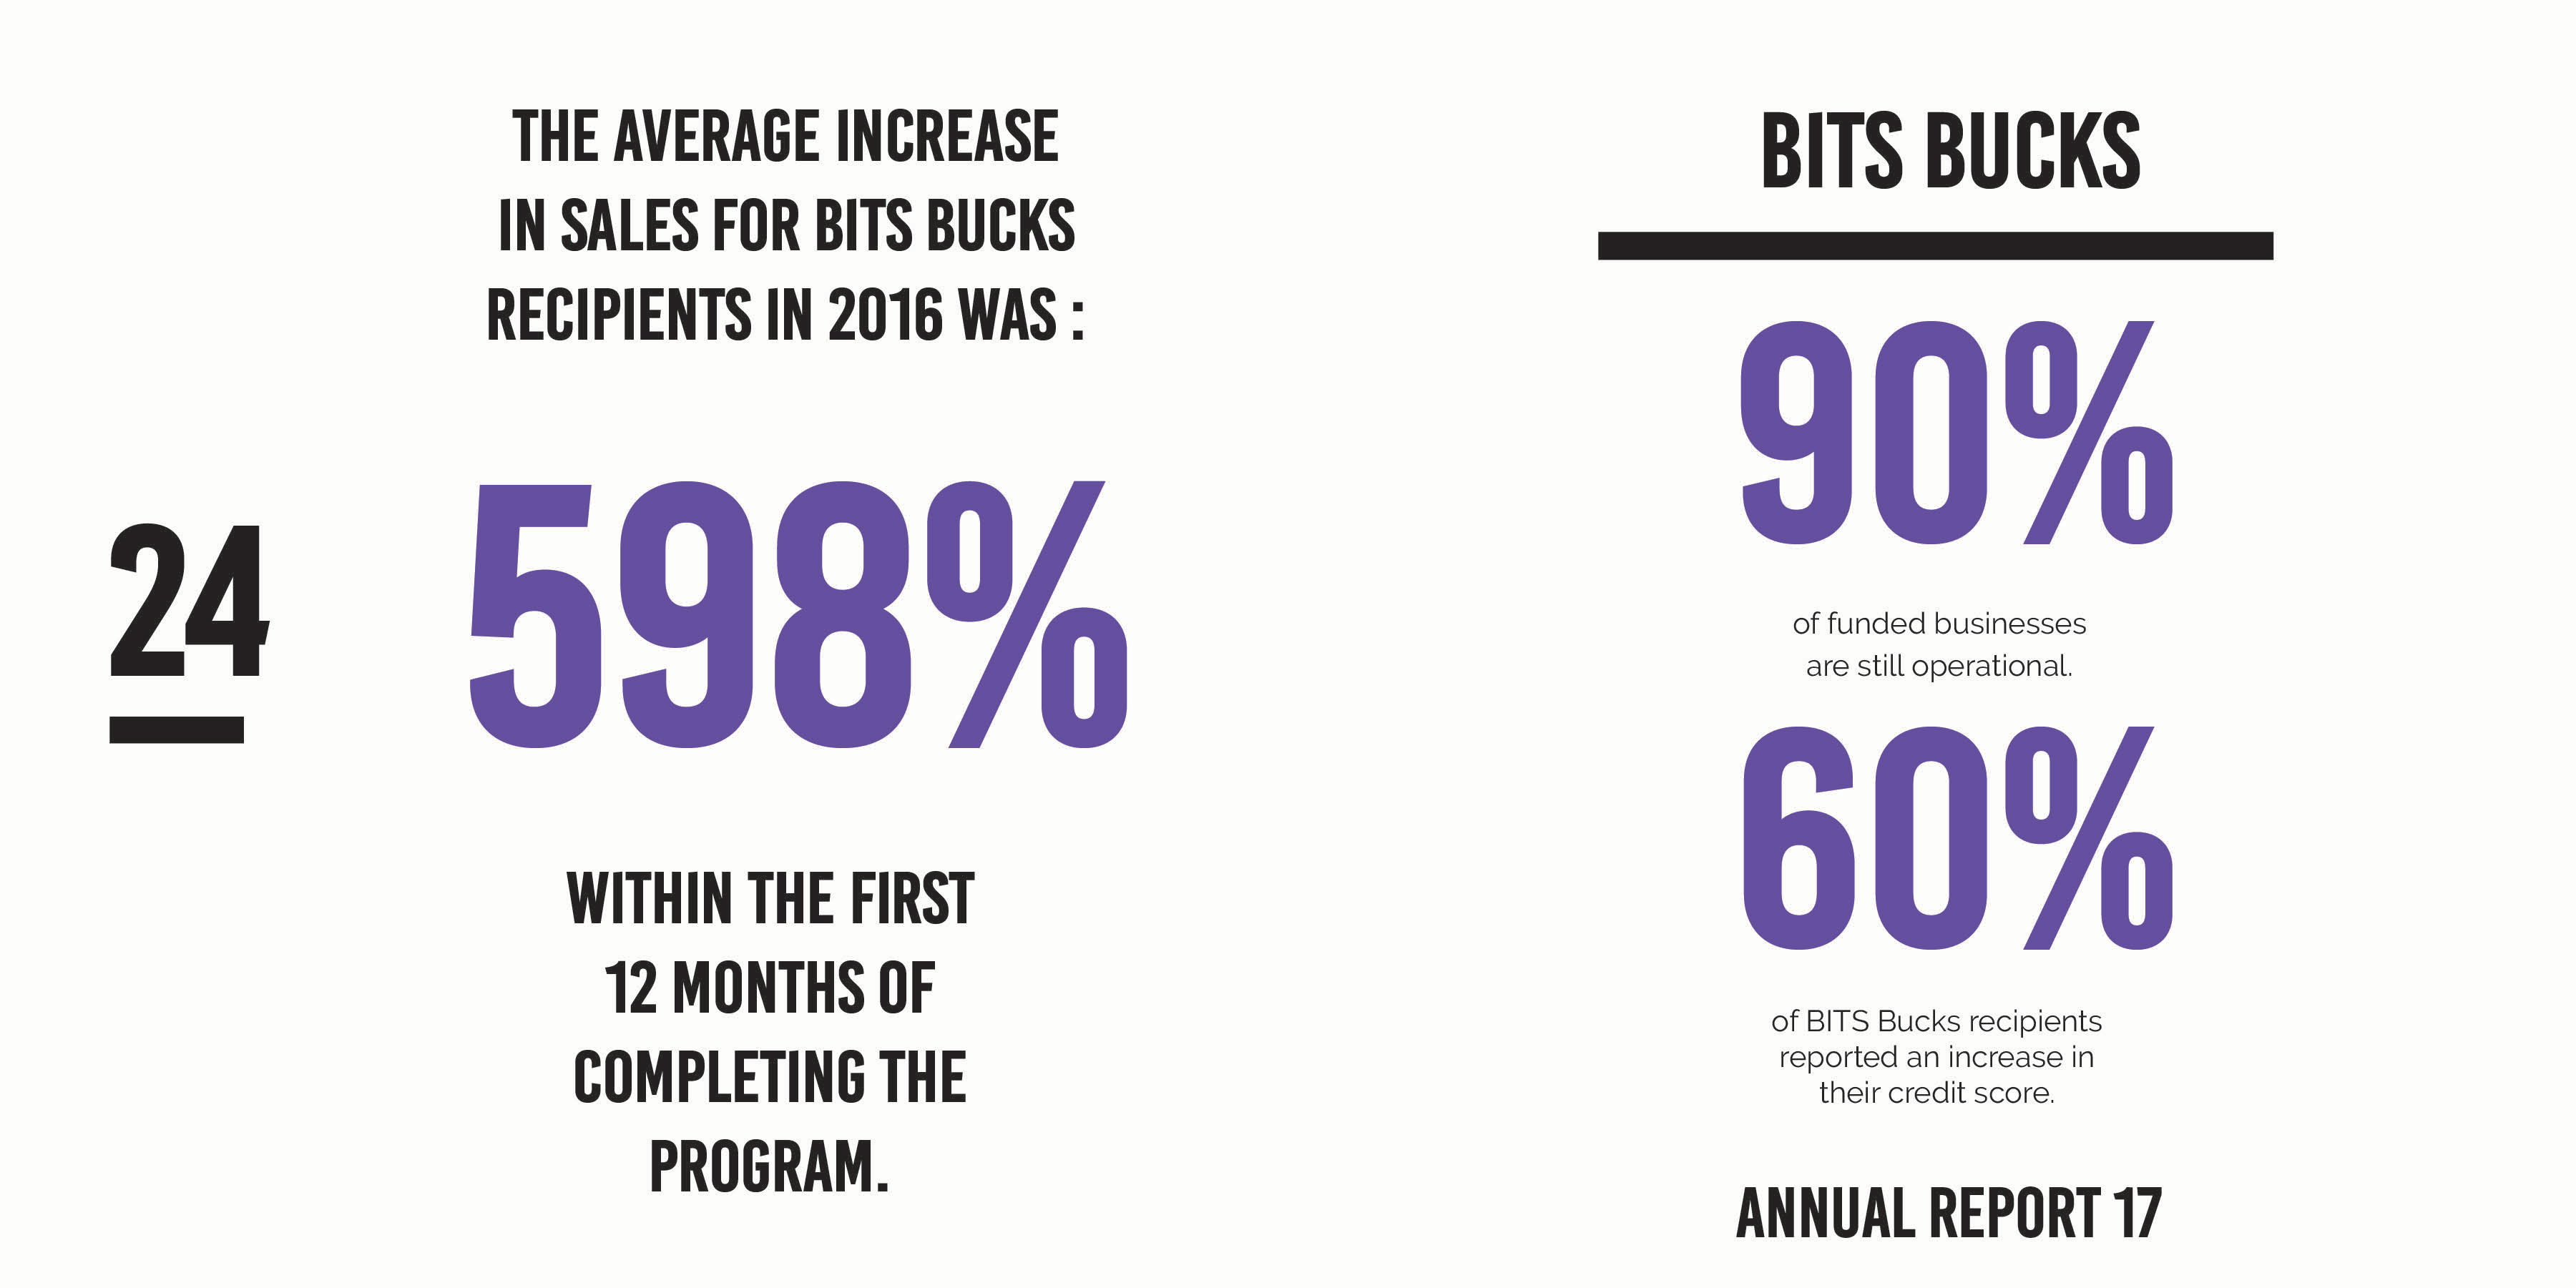 24
THE AVERAGE INCREASE
IN SALES FOR BITS BUCKS
RECIPIENTS IN 2016 WAS :
598%
WITHIN THE FIRST
12 MONTHS OF
COMPLETING THE
PROGRAM.
BITS BUCKS
90%
of funded businesses
are still operational.
60%
of BITS Bucks recipients
reported an increase in
their credit score.
ANNUAL REPORT 17